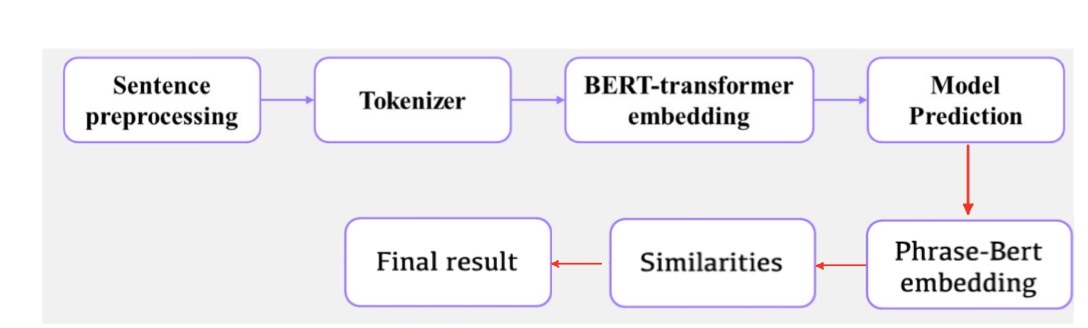 Sentence
preprocessing
Tokenizer
BERT-transformer
embedding
Model
Prediction
Phrase-Bert
embedding
Similarities
Final result